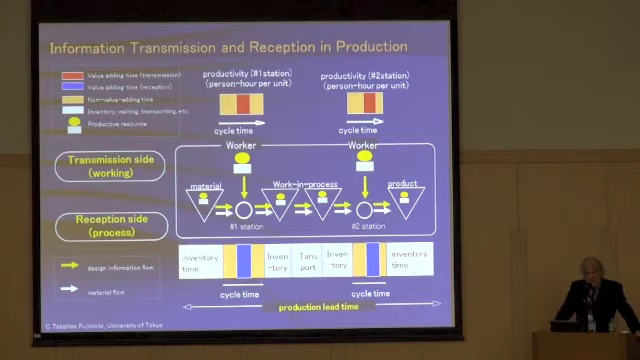 Information Transmission and Reception in Production
Value adding time (transmission)
Value adding time (reception)
Non-value-adding time
Inventory, waiting, transporting, etc
Productive resource
productivity (#1station)
(person-hour per unit)
cycle time
productivity (#2station)
(person-hour per unit)
cycle time
Transmission side
(working)
Worker
Worker
material
Work-in-process
product
#1 station
#2 station
Reception side
(process)
design information flow
material flow
inventory
time
Inven
-tory
Tans
port
Inven
-tory
inventory
time
cycle time
cycle time
production lead time
C Takahiro Fujimoto, University of Tokyo